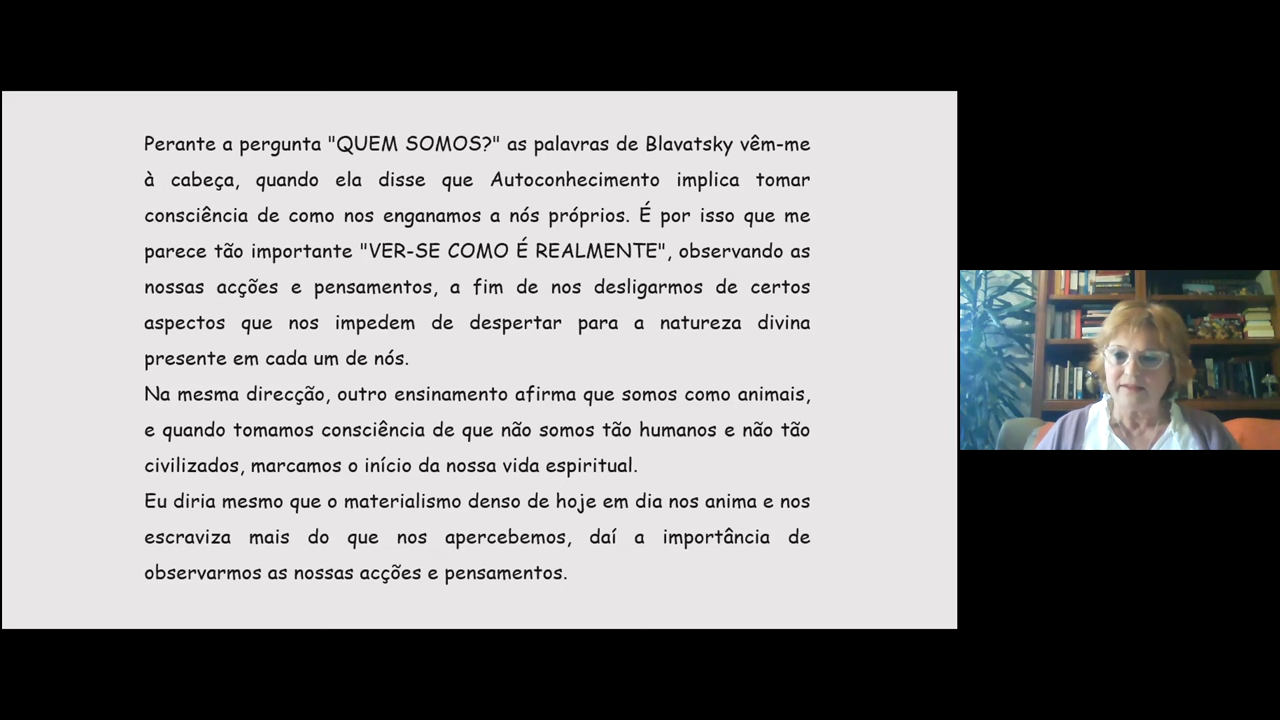 Perante a pergunta "QUEM SOMOS?" as palavras de Blavatsky vêm-me
à cabeça, quando ela disse que Autoconhecimento implica tomar
consciência de como nos enganamos a nós próprios. É por isso que me
parece tão importante "VER-SE COMO É REALMENTE", observando as
nossas acções e pensamentos, a fim de nos desligarmos de certos
aspectos que nos impedem de despertar para a natureza divina
presente em cada um de nós.
Na mesma direcção, outro ensinamento afirma que somos como animais,
e quando tomamos consciência de que não somos tão humanos e não tão
civilizados, marcamos o início da nossa vida espiritual.
Eu diria mesmo que o materialismo denso de hoje em dia nos anima e nos
escraviza mais do que nos apercebemos, daí a importância de
observarmos as nossas acções e pensamentos.